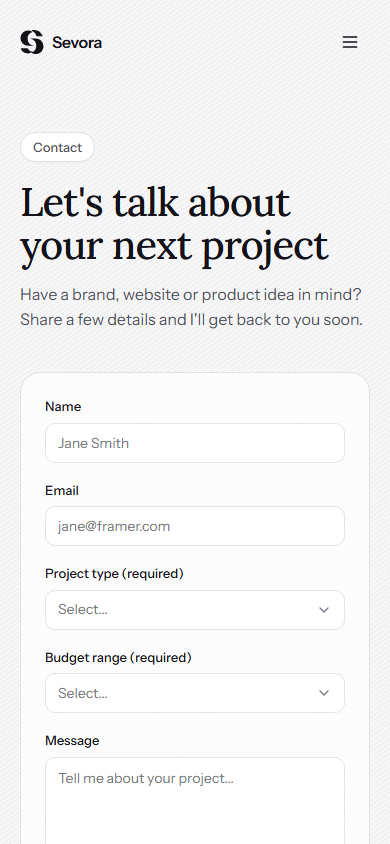 Sevora
Contact
Let's talk about
your next project
Have a brand, website or product idea in mind?
Share a few details and I'll get back to you soon.
Name
Jane Smith
Email
jane@framer.com
Project type (required)
Select...
Budget range (required)
Select...
Message
Tell me about your project...